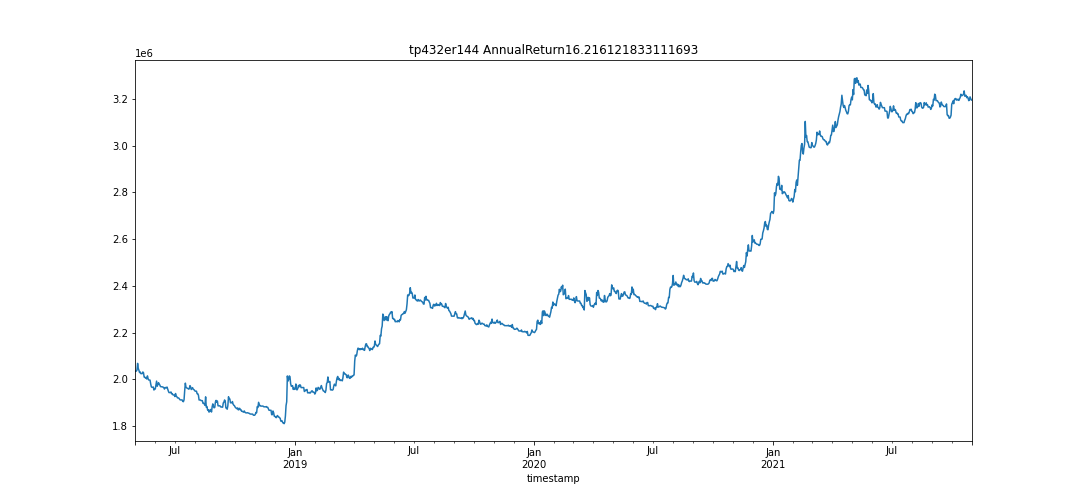 tp432er144 AnnualReturn16.216121833111693
1e6
3.2
3.0
2.8
2.6
2.4
2.2
2.0
1.8
Jul Jan Jul Jan Jul Jan Jul
2019 2020 2021
timestamp